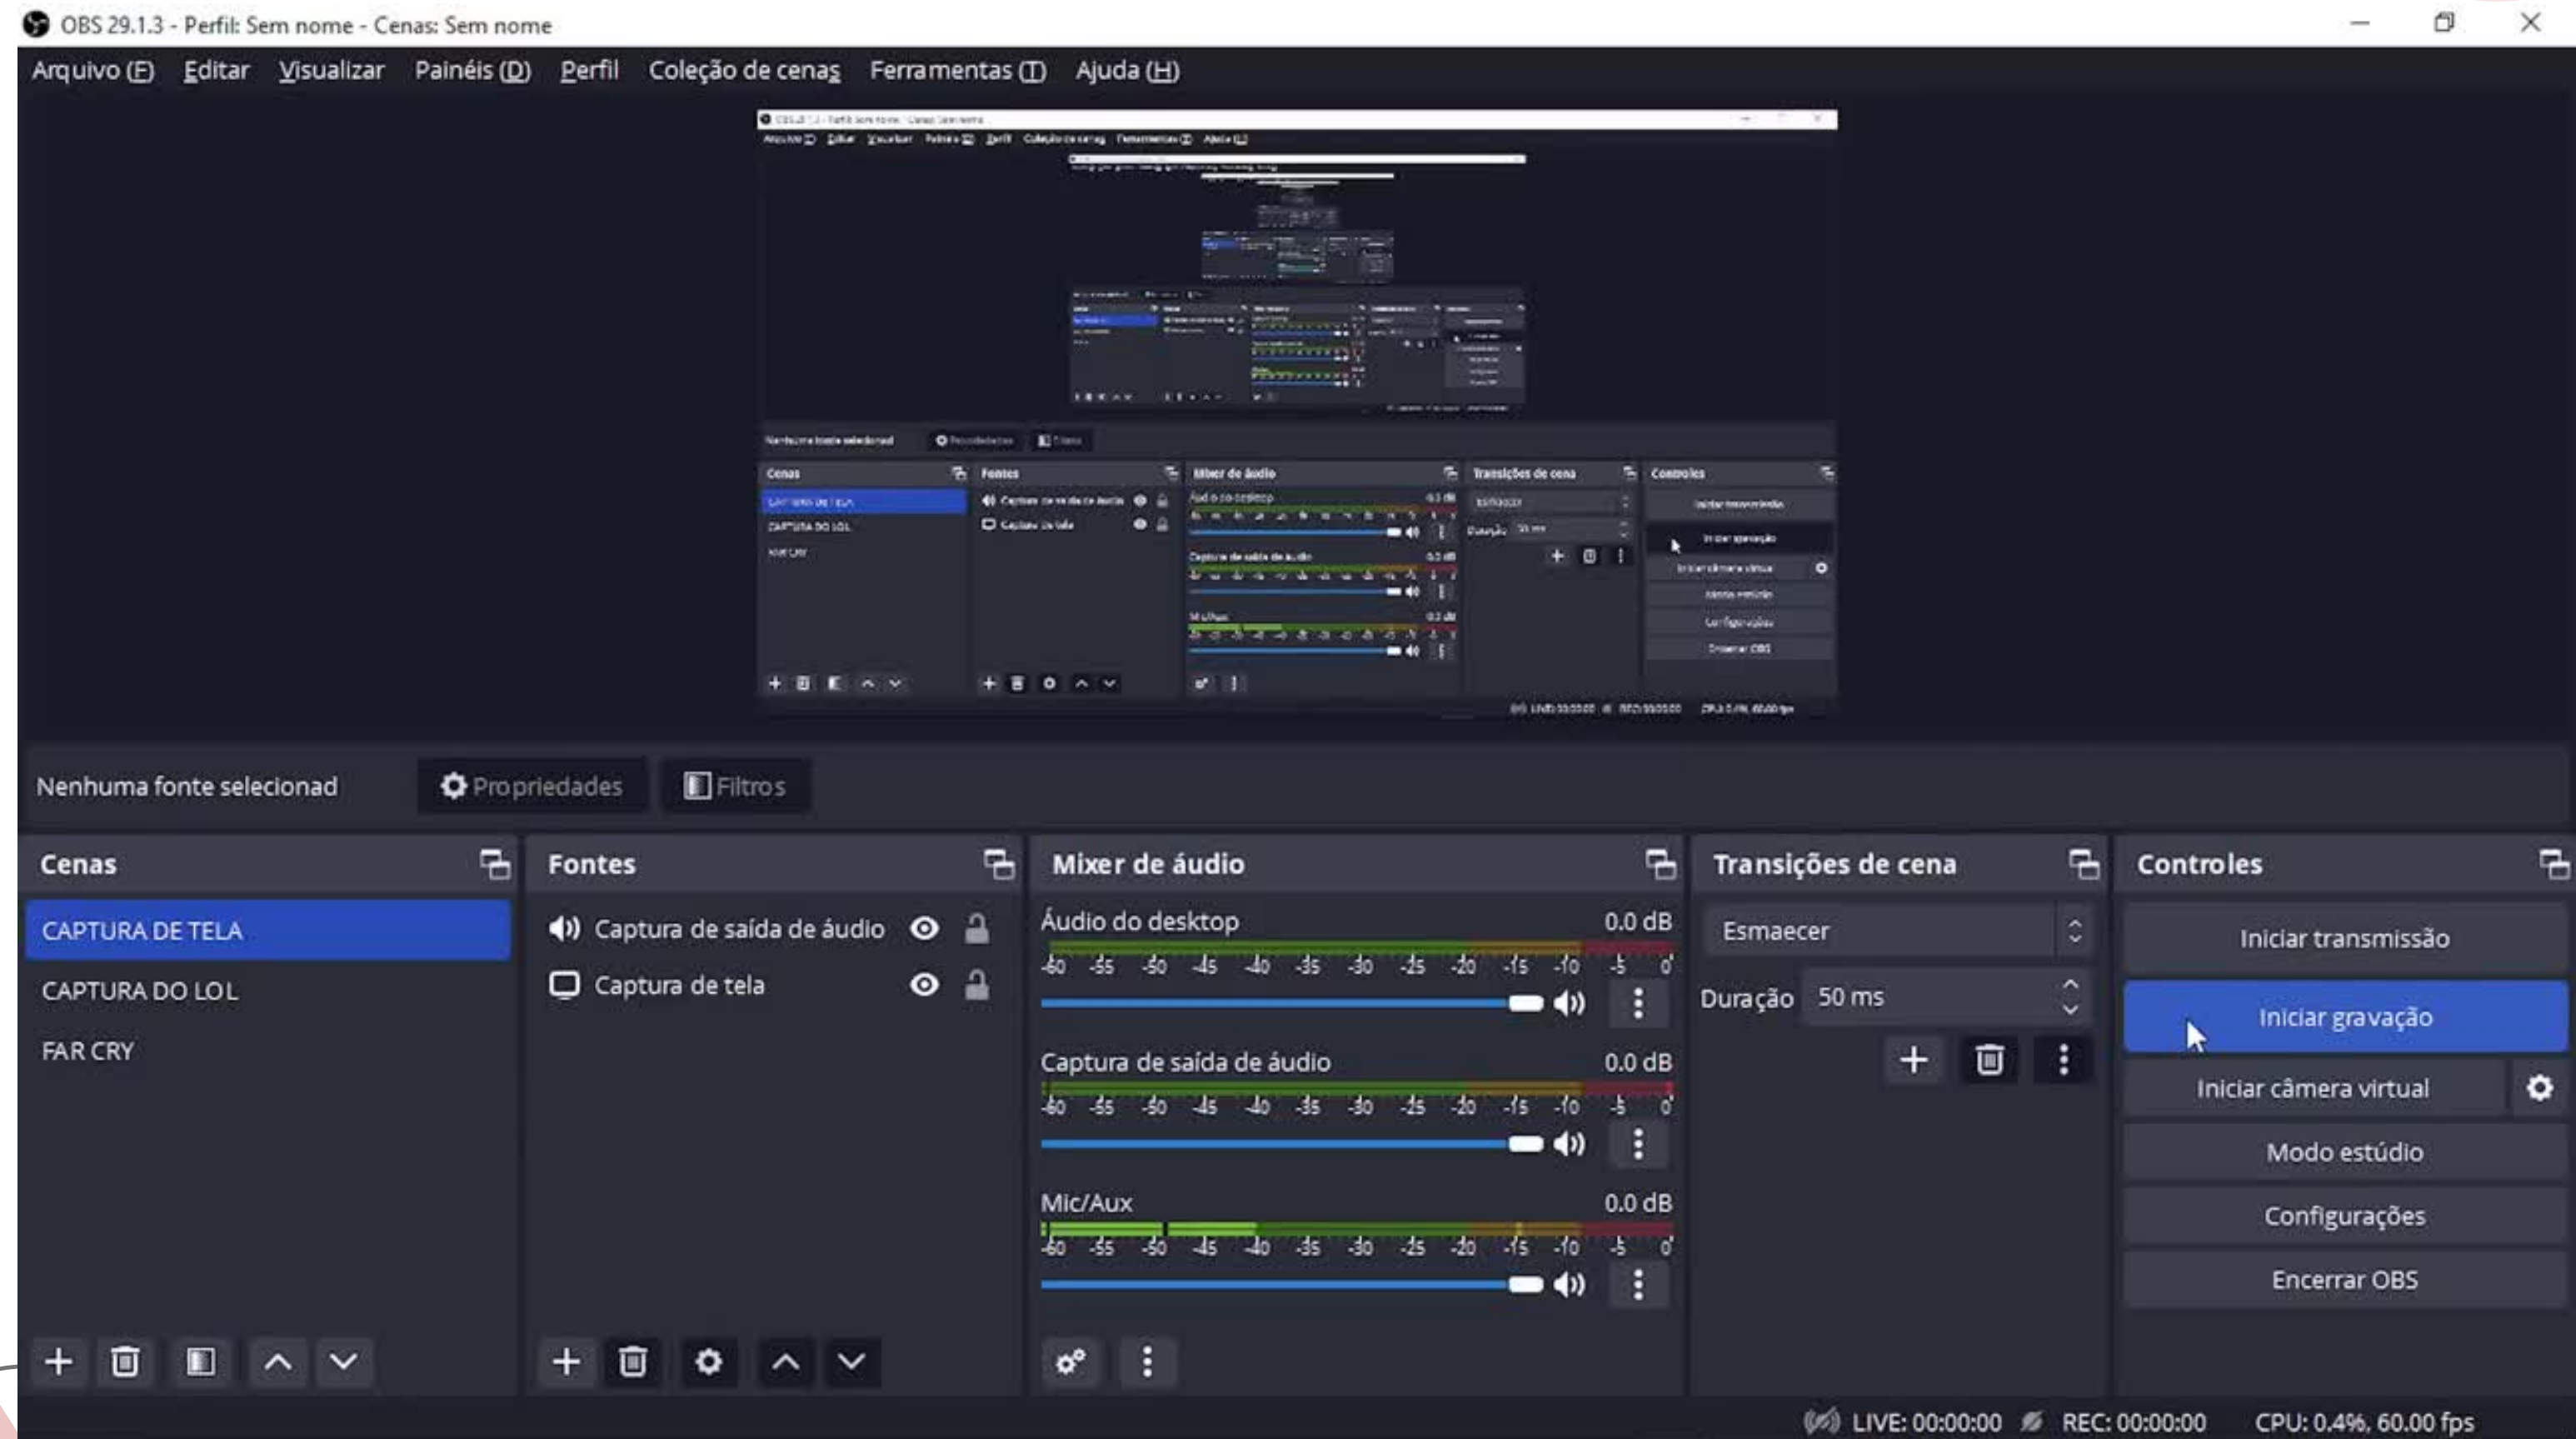 OBS 29.1.3 - Perfil: Sem nome - Cenas: Sem nome
Arquivo (F) Editar Visualizar Painéis (D) Perfil Coleção de cenas Ferramentas (T) Ajuda (H)
Nenhuma fonte selecionad Propriedades Filtros
Cenas
CAPTURA DE TELA
CAPTURA DO LOL
FAR CRY
Fontes
Captura de saída de áudio
Captura de tela
Mixer de áudio
Áudio do desktop 0.0 dB
-60 -55 -50 -45 -40 -35 -30 -25 -20 -15 -10 -5 0
Captura de saída de áudio 0.0 dB
-60 -55 -50 -45 -40 -35 -30 -25 -20 -15 -10 -5 0
Mic/Aux 0.0 dB
-60 -55 -50 -45 -40 -35 -30 -25 -20 -15 -10 -5 0
Transições de cena
Esmaecer
Duração 50 ms
Controles
Iniciar transmissão
Iniciar gravação
Iniciar câmera virtual
Modo estúdio
Configurações
Encerrar OBS
LIVE: 00:00:00 REC: 00:00:00 CPU: 0.4%, 60.00 fps